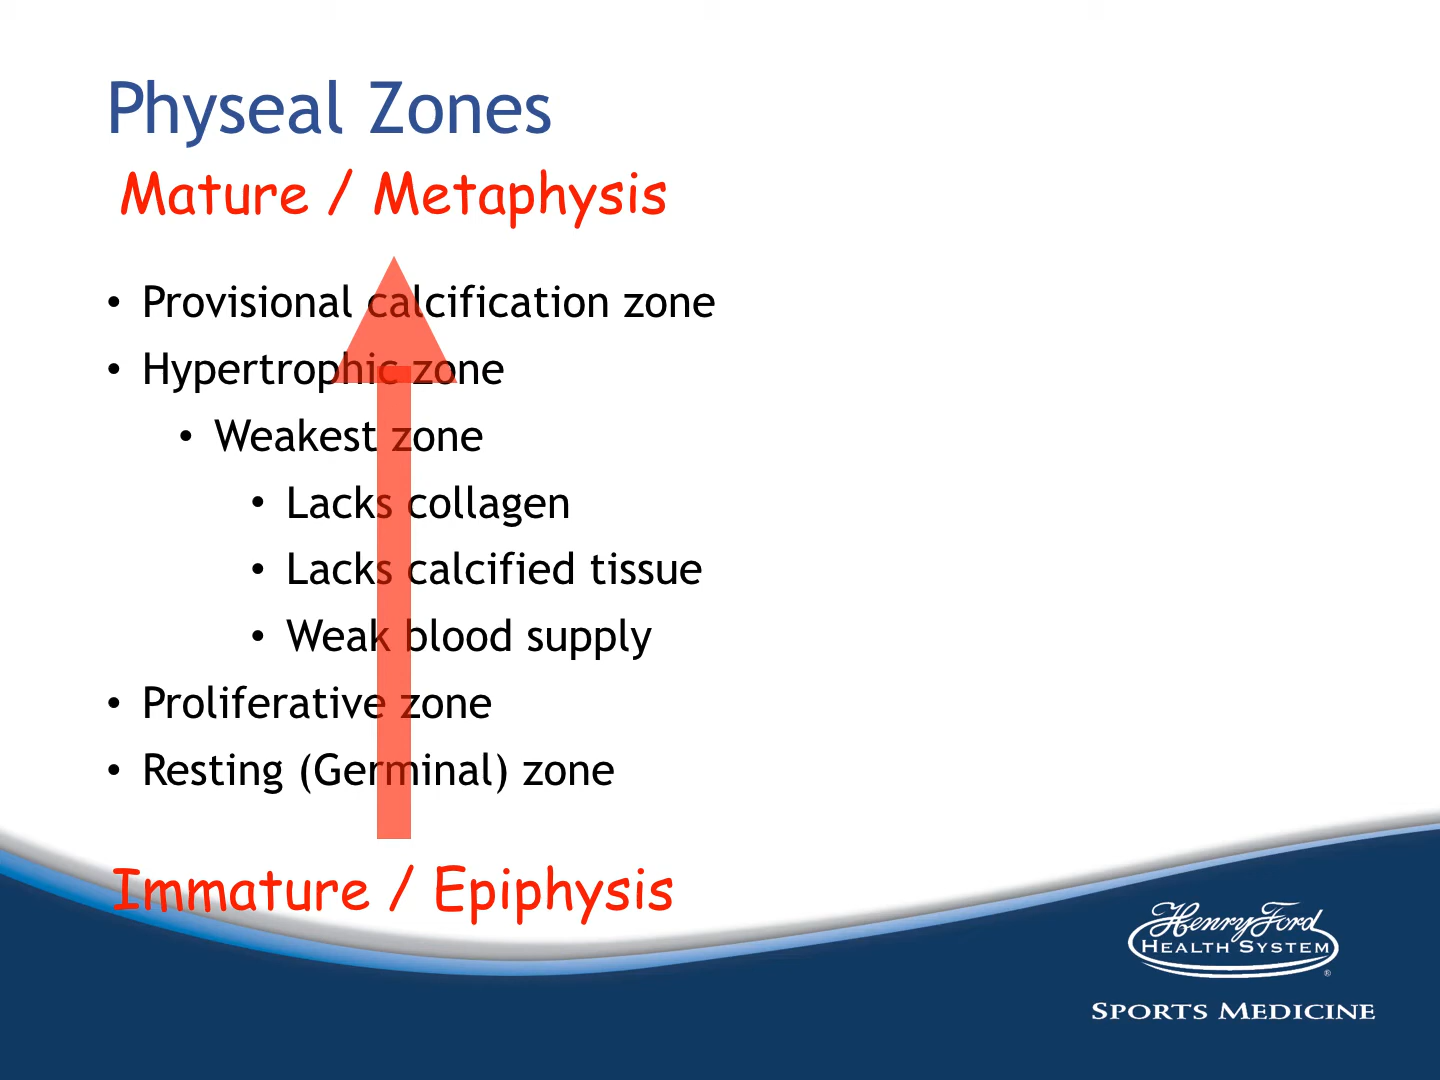 Physeal Zones
Mature / Metaphysis
• Provisional calcification zone
• Hypertrophic zone
• Weakest zone
• Lacks collagen
• Lacks calcified tissue
• Weak blood supply
• Proliferative zone
• Resting (Germinal) zone
Immature / Epiphysis
Henry Ford
HEALTH SYSTEM
®
SPORTS MEDICINE